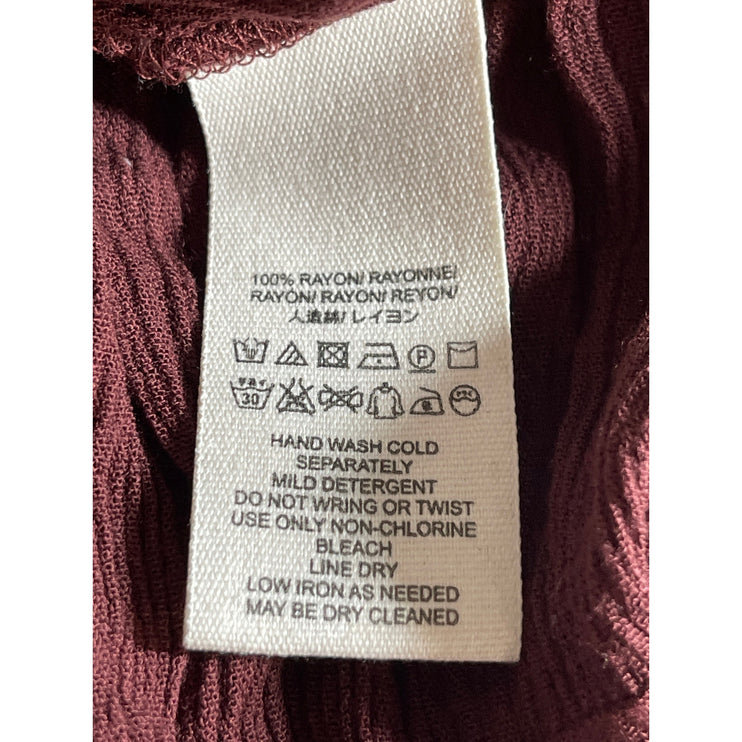 100% RAYON/ RAYONNE/
RAYON/ RAYON/ REYON/
人造綿/ レイヨン
P
30
HAND WASH COLD
SEPARATELY
MILD DETERGENT
DO NOT WRING OR TWIST
USE ONLY NON-CHLORINE
BLEACH
LINE DRY
LOW IRON AS NEEDED
MAY BE DRY CLEANED